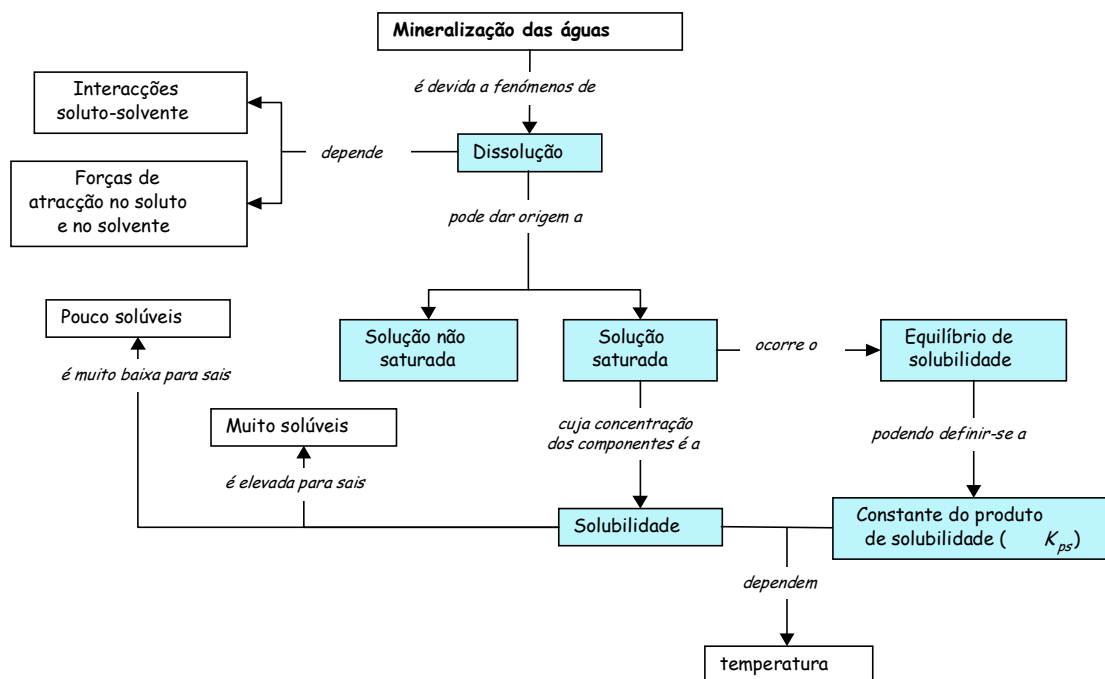 Mineralização das águas
é devida a fenómenos de
Interacções
soluto-solvente
depende
Dissolução
Forças de
atracção no soluto
e no solvente
pode dar origem a
Pouco solúveis
Solução não
saturada
Solução
saturada
ocorre o
Equilíbrio de
solubilidade
é muito baixa para sais
Muito solúveis
cuja concentração
dos componentes é a
podendo definir-se a
é elevada para sais
Solubilidade
Constante do produto
de solubilidade ( Kps)
dependem
temperatura